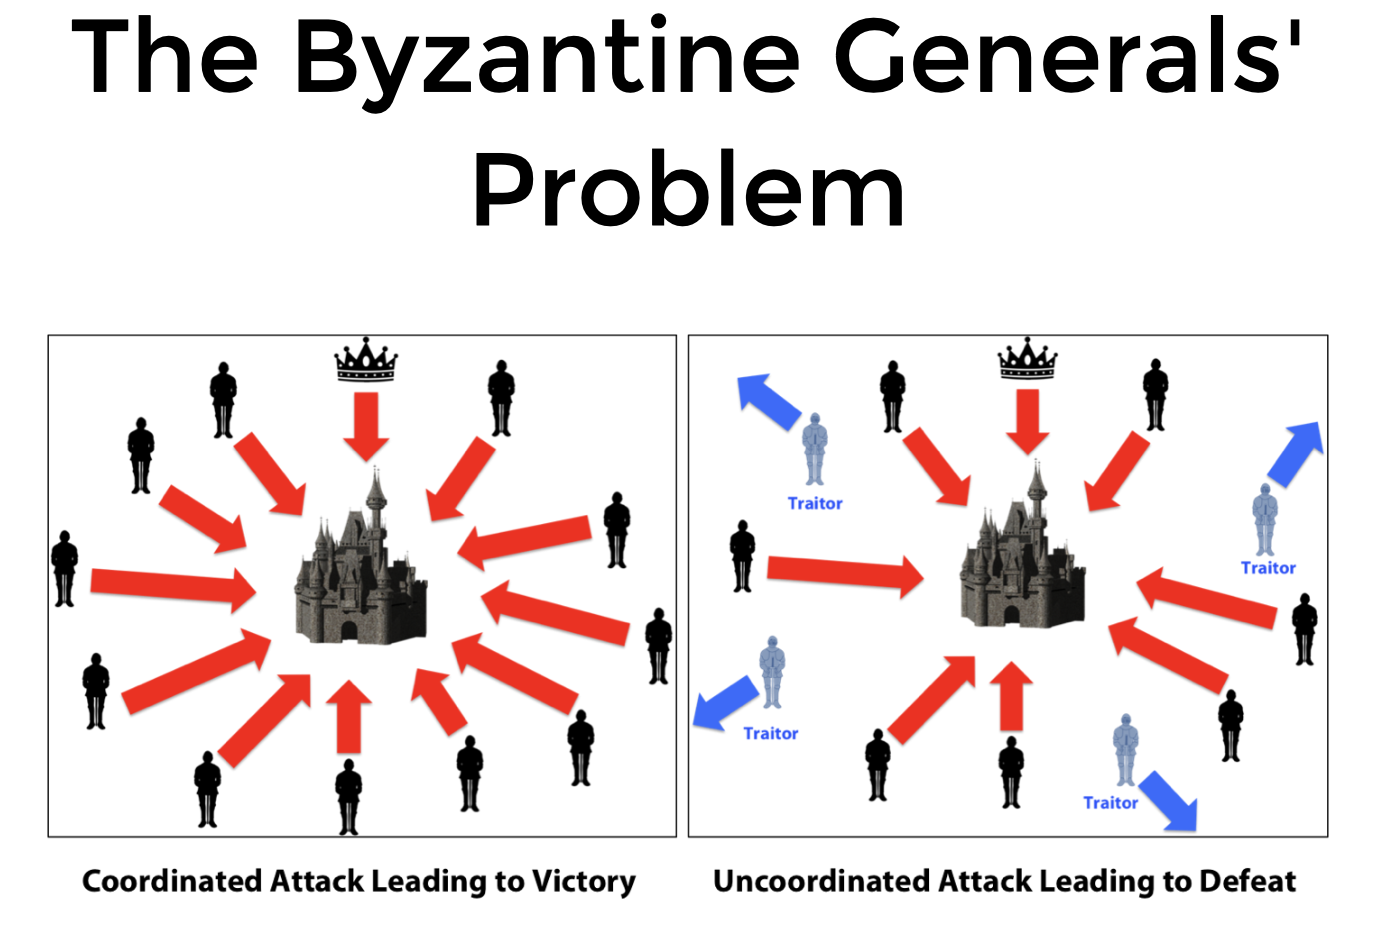 The Byzantine Generals'
Problem
Traitor
Traitor
Traitor
Traitor
Coordinated Attack Leading to Victory
Uncoordinated Attack Leading to Defeat